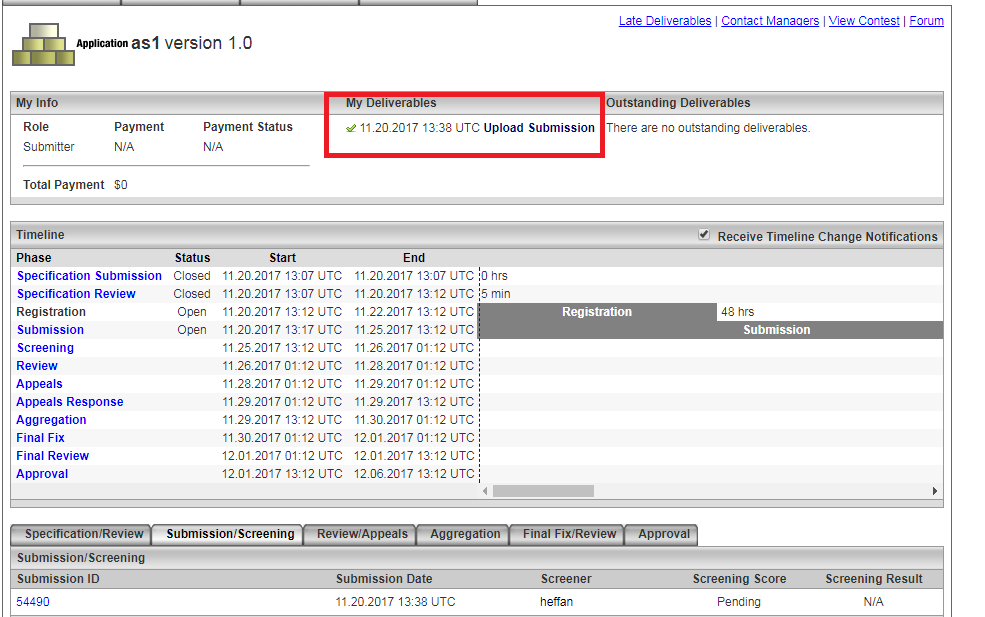 Late Deliverables | Contact Managers | View Contest | Forum
Application as1 version 1.0
My Info My Deliverables Outstanding Deliverables
Role Payment Payment Status 11.20.2017 13:38 UTC Upload Submission There are no outstanding deliverables.
Submitter N/A N/A
Total Payment $0
Timeline Receive Timeline Change Notifications
Phase Status Start End
Specification Submission Closed 11.20.2017 13:07 UTC 11.20.2017 13:07 UTC 0 hrs
Specification Review Closed 11.20.2017 13:07 UTC 11.20.2017 13:12 UTC 5 min
Registration Open 11.20.2017 13:12 UTC 11.22.2017 13:12 UTC Registration 48 hrs
Submission Open 11.20.2017 13:17 UTC 11.25.2017 13:12 UTC Submission
Screening 11.25.2017 13:12 UTC 11.26.2017 01:12 UTC
Review 11.26.2017 01:12 UTC 11.28.2017 01:12 UTC
Appeals 11.28.2017 01:12 UTC 11.29.2017 01:12 UTC
Appeals Response 11.29.2017 01:12 UTC 11.29.2017 13:12 UTC
Aggregation 11.29.2017 13:12 UTC 11.30.2017 01:12 UTC
Final Fix 11.30.2017 01:12 UTC 12.01.2017 01:12 UTC
Final Review 12.01.2017 01:12 UTC 12.01.2017 13:12 UTC
Approval 12.01.2017 13:12 UTC 12.06.2017 13:12 UTC
Specification/Review Submission/Screening Review/Appeals Aggregation Final Fix/Review Approval
Submission/Screening
Submission ID Submission Date Screener Screening Score Screening Result
54490 11.20.2017 13:38 UTC heffan Pending N/A